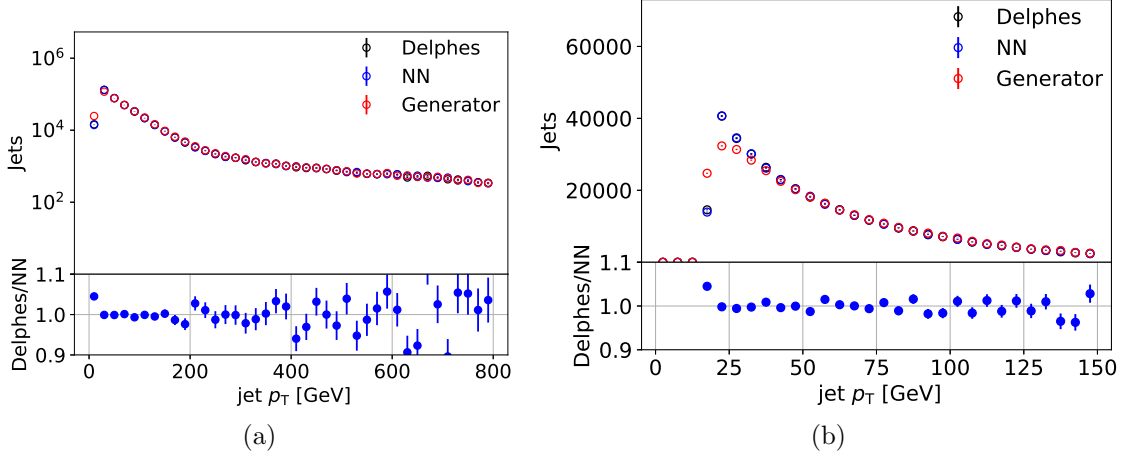 10^6
10^4
10^2
Jets
Delphes
NN
Generator
1.1
1.0
0.9
Delphes/NN
0
200
400
600
800
jet p_T [GeV]
(a)
60000
40000
20000
Jets
Delphes
NN
Generator
1.1
1.0
0.9
Delphes/NN
0
25
50
75
100
125
150
jet p_T [GeV]
(b)